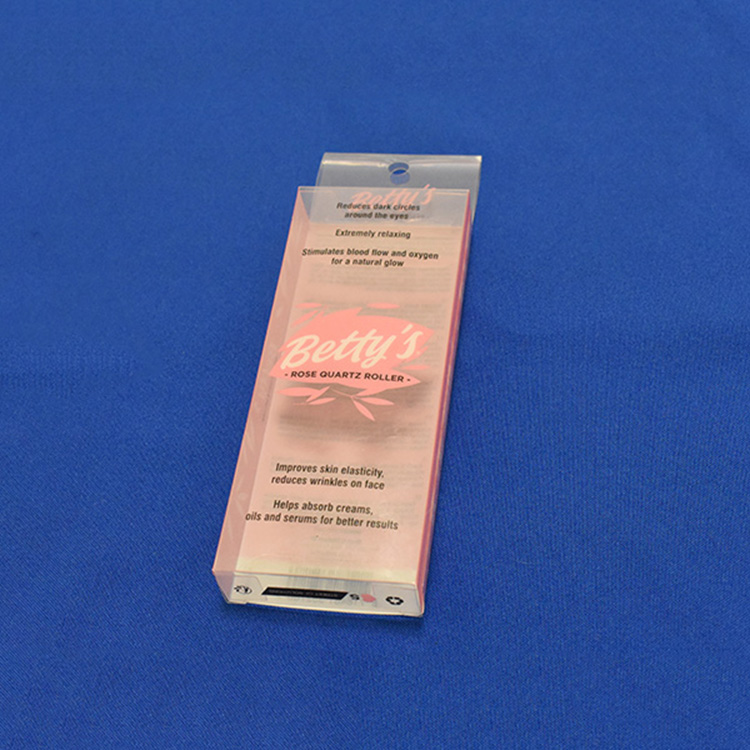 Betty's
Reduces dark circles
around the eyes
Extremely relaxing
Stimulates blood flow and oxygen
for a natural glow
Betty's
- ROSE QUARTZ ROLLER -
Improves skin elasticity,
reduces wrinkles on face
Helps absorb creams,
oils and serums for better results